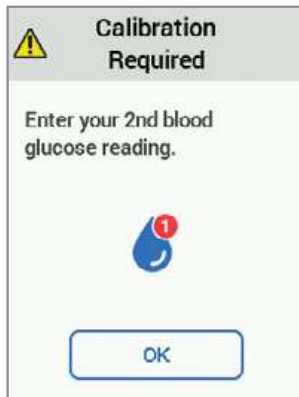 Calibration
Required
Enter your 2nd blood
glucose reading.
1
OK